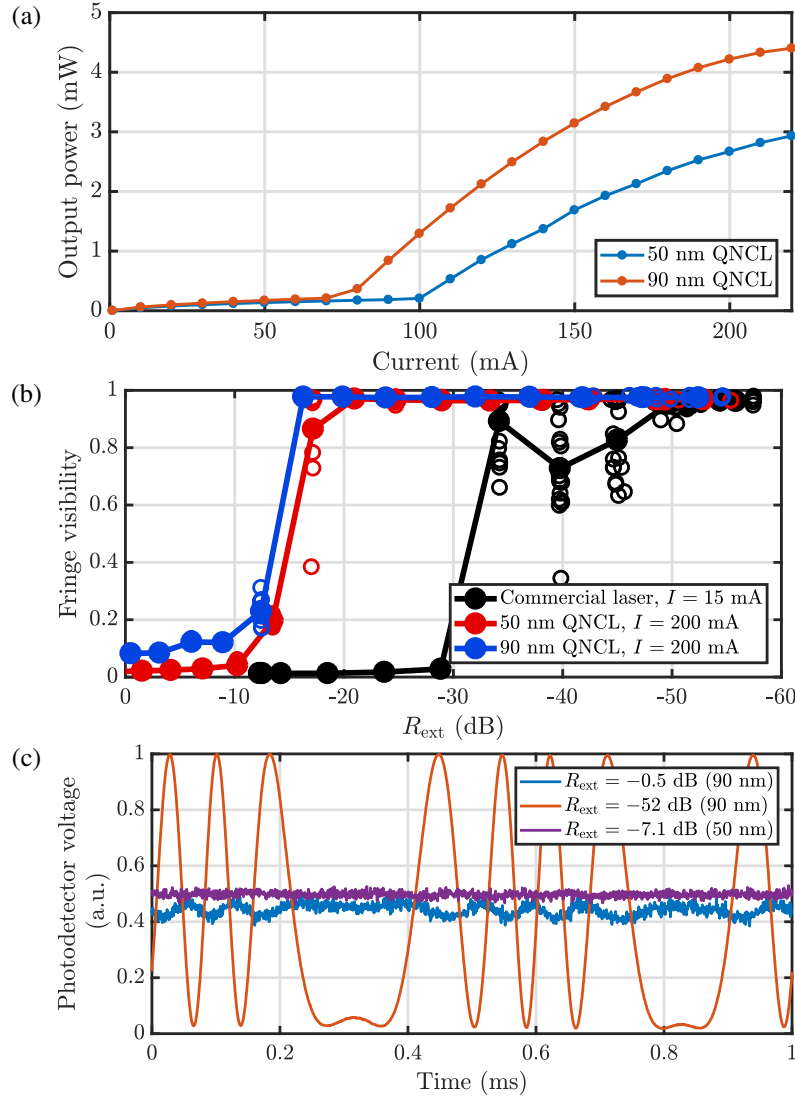 (a)
5
4
3
2
1
0
Output power (mW)
50 nm QNCL
90 nm QNCL
0 50 100 150 200
Current (mA)
(b)
1
0.8
0.6
0.4
0.2
0
Fringe visibility
Commercial laser, I = 15 mA
50 nm QNCL, I = 200 mA
90 nm QNCL, I = 200 mA
0 -10 -20 -30 -40 -50 -60
Rext (dB)
(c)
1
0.8
0.6
0.4
0.2
0
Photodetector voltage
(a.u.)
Rext = −0.5 dB (90 nm)
Rext = −52 dB (90 nm)
Rext = −7.1 dB (50 nm)
0 0.2 0.4 0.6 0.8 1
Time (ms)